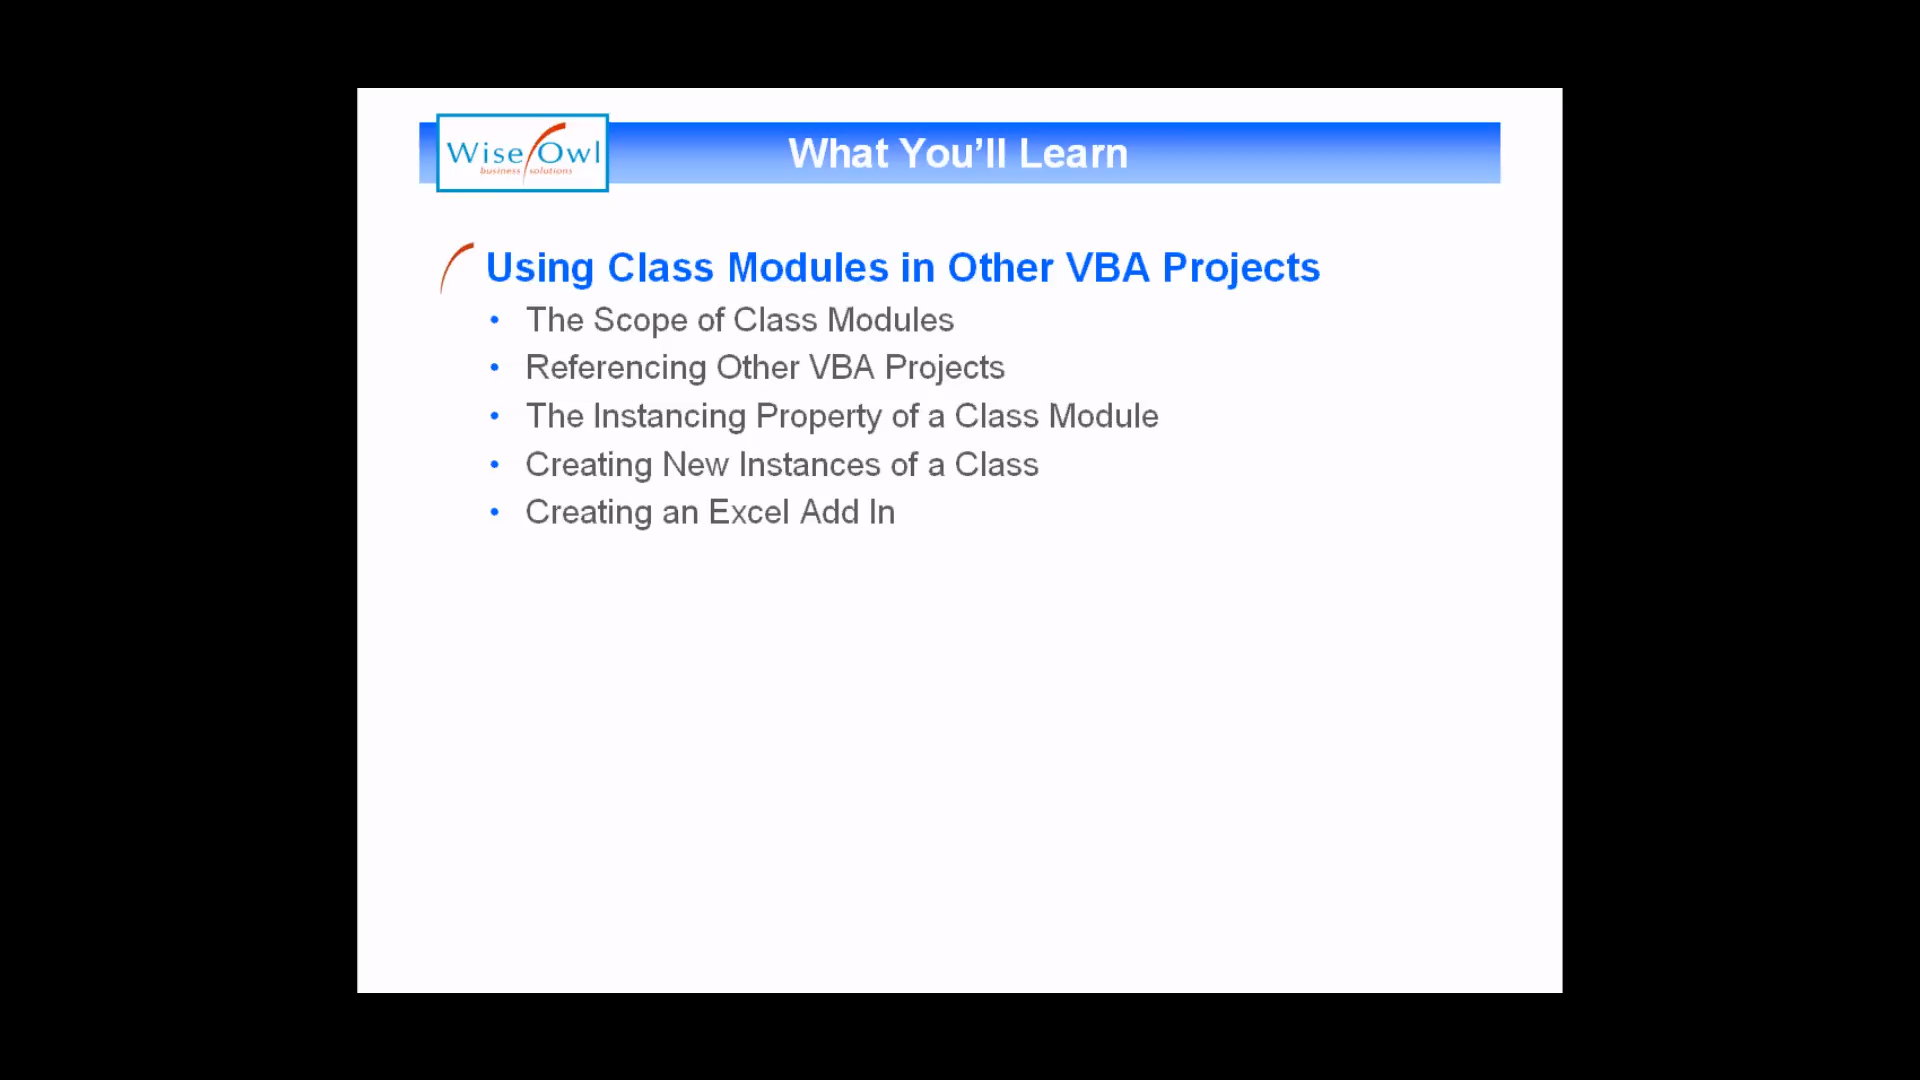 Wise Owl
business solutions
What You’ll Learn
Using Class Modules in Other VBA Projects
• The Scope of Class Modules
• Referencing Other VBA Projects
• The Instancing Property of a Class Module
• Creating New Instances of a Class
• Creating an Excel Add In